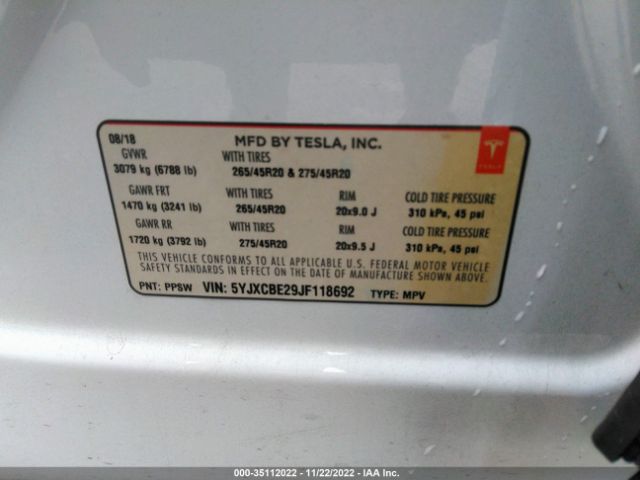 08/18 MFD BY TESLA, INC.
GVWR WITH TIRES
3079 kg (6788 lb) 265/45R20 & 275/45R20
TESLA
GAWR FRT WITH TIRES RIM COLD TIRE PRESSURE
1470 kg (3241 lb) 265/45R20 20x9.0 J 310 kPa, 45 psi
GAWR RR WITH TIRES RIM COLD TIRE PRESSURE
1720 kg (3792 lb) 275/45R20 20x9.5 J 310 kPa, 45 psi
THIS VEHICLE CONFORMS TO ALL APPLICABLE U.S. FEDERAL MOTOR VEHICLE
SAFETY STANDARDS IN EFFECT ON THE DATE OF MANUFACTURE SHOWN ABOVE.
PNT: PPSW VIN: 5YJXCBE29JF118692 TYPE: MPV
000-35112022 - 11/22/2022 - IAA Inc.